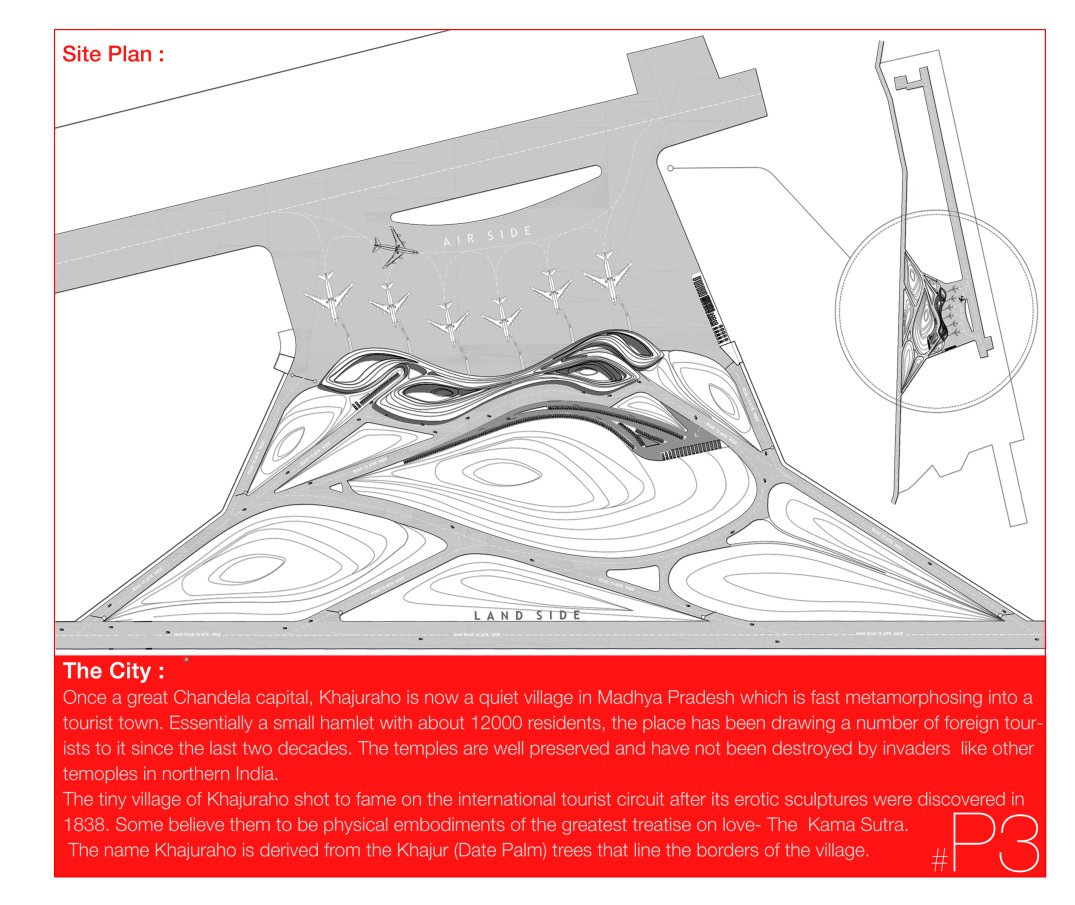 Site Plan :
AIR SIDE
LAND SIDE
The City :
Once a great Chandela capital, Khajuraho is now a quiet village in Madhya Pradesh which is fast metamorphosing into a
tourist town. Essentially a small hamlet with about 12000 residents, the place has been drawing a number of foreign tour-
ists to it since the last two decades. The temples are well preserved and have not been destroyed by invaders  like other
temoples in northern India.
The tiny village of Khajuraho shot to fame on the international tourist circuit after its erotic sculptures were discovered in
1838. Some believe them to be physical embodiments of the greatest treatise on love- The  Kama Sutra.
The name Khajuraho is derived from the Khajur (Date Palm) trees that line the borders of the village.
#P3